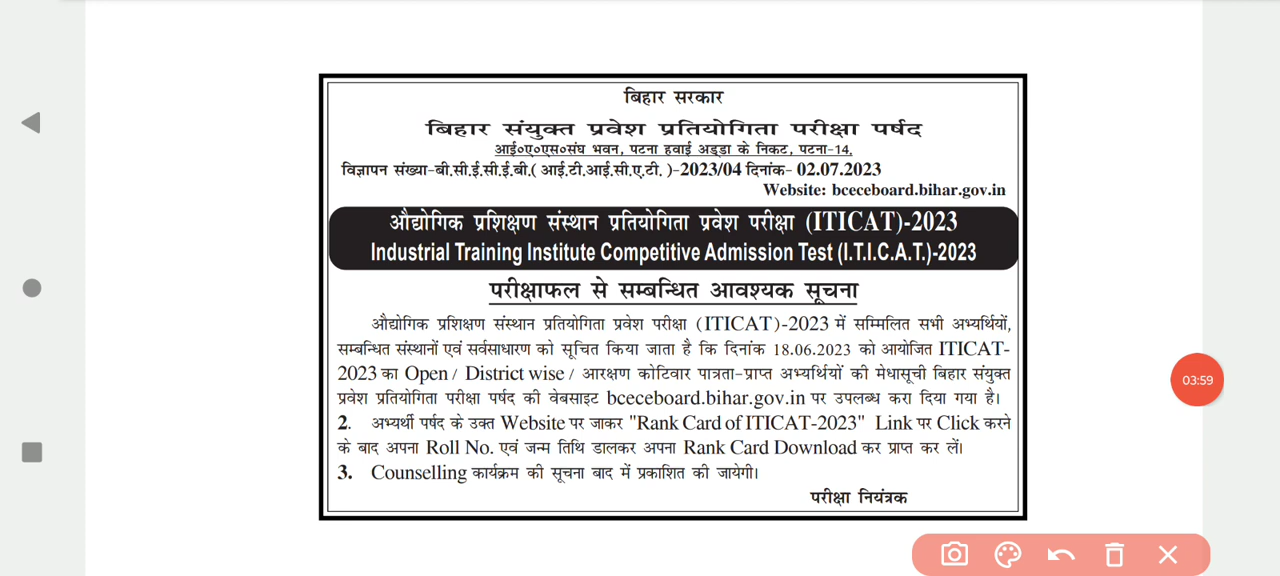 बिहार सरकार
बिहार संयुक्त प्रवेश प्रतियोगिता परीक्षा पर्षद
आई०ए०एस०संघ भवन, पटना हवाई अड्डा के निकट, पटना-14.
विज्ञापन संख्या-बी.सी.ई.सी.ई.बी.( आई.टी.आई.सी.ए.टी. )-2023/04 दिनांक- 02.07.2023
Website: bceceboard.bihar.gov.in
औद्योगिक प्रशिक्षण संस्थान प्रतियोगिता प्रवेश परीक्षा (ITICAT)-2023
Industrial Training Institute Competitive Admission Test (I.T.I.C.A.T.)-2023
परीक्षाफल से सम्बन्धित आवश्यक सूचना
औद्योगिक प्रशिक्षण संस्थान प्रतियोगिता प्रवेश परीक्षा (ITICAT)-2023 में सम्मिलित सभी अभ्यर्थियों,
सम्बन्धित संस्थानों एवं सर्वसाधारण को सूचित किया जाता है कि दिनांक 18.06.2023 को आयोजित ITICAT-
2023 का Open / District wise / आरक्षण कोटिवार पात्रता-प्राप्त अभ्यर्थियों की मेधासूची बिहार संयुक्त
प्रवेश प्रतियोगिता परीक्षा पर्षद की वेबसाइट bceceboard.bihar.gov.in पर उपलब्ध करा दिया गया है।
2. अभ्यर्थी पर्षद के उक्त Website पर जाकर "Rank Card of ITICAT-2023" Link पर Click करने
के बाद अपना Roll No. एवं जन्म तिथि डालकर अपना Rank Card Download कर प्राप्त कर लें।
3. Counselling कार्यक्रम की सूचना बाद में प्रकाशित की जायेगी।
परीक्षा नियंत्रक
03:59